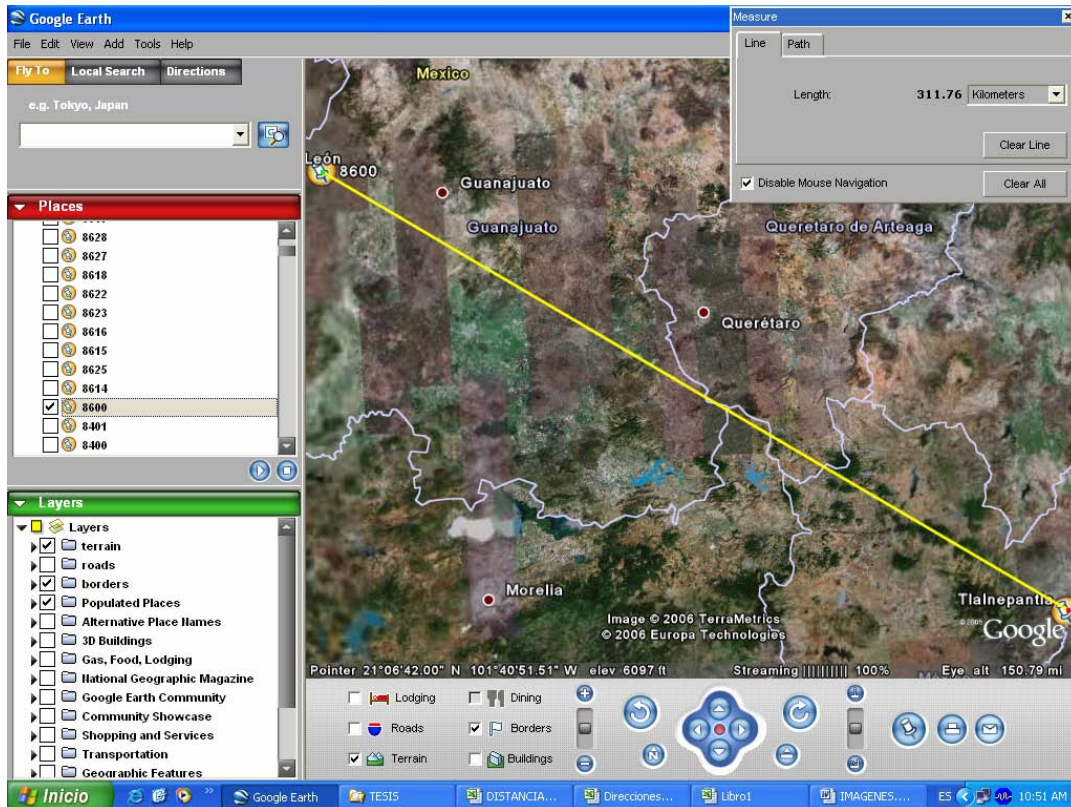 Google Earth
File Edit View Add Tools Help
Fly To Local Search Directions
e.g. Tokyo, Japan
Measure
Line Path
Length: 311.76 Kilometers
Clear Line
Disable Mouse Navigation
Clear All
Places
8628
8627
8618
8622
8623
8616
8615
8625
8614
8600
8401
8400
Layers
Layers
terrain
roads
borders
Populated Places
Alternative Place Names
3D Buildings
Gas, Food, Lodging
National Geographic Magazine
Google Earth Community
Community Showcase
Shopping and Services
Transportation
Geographic Features
Mexico
León
8600
Guanajuato
Guanajuato
Queretaro de Arteaga
Querétaro
Morelia
Tlalnepantla
Image © 2006 TerraMetrics
© 2006 Europa Technologies
Google
Pointer 21°06'42.00" N 101°40'51.51" W elev 6097 ft Streaming |||||||||| 100% Eye alt 150.79 mi
Lodging Dining
Roads Borders
Terrain Buildings
N
Inicio
Google Earth
TESIS
DISTANCIA...
Direcciones...
Libro1
IMAGENES....
ES
10:51 AM